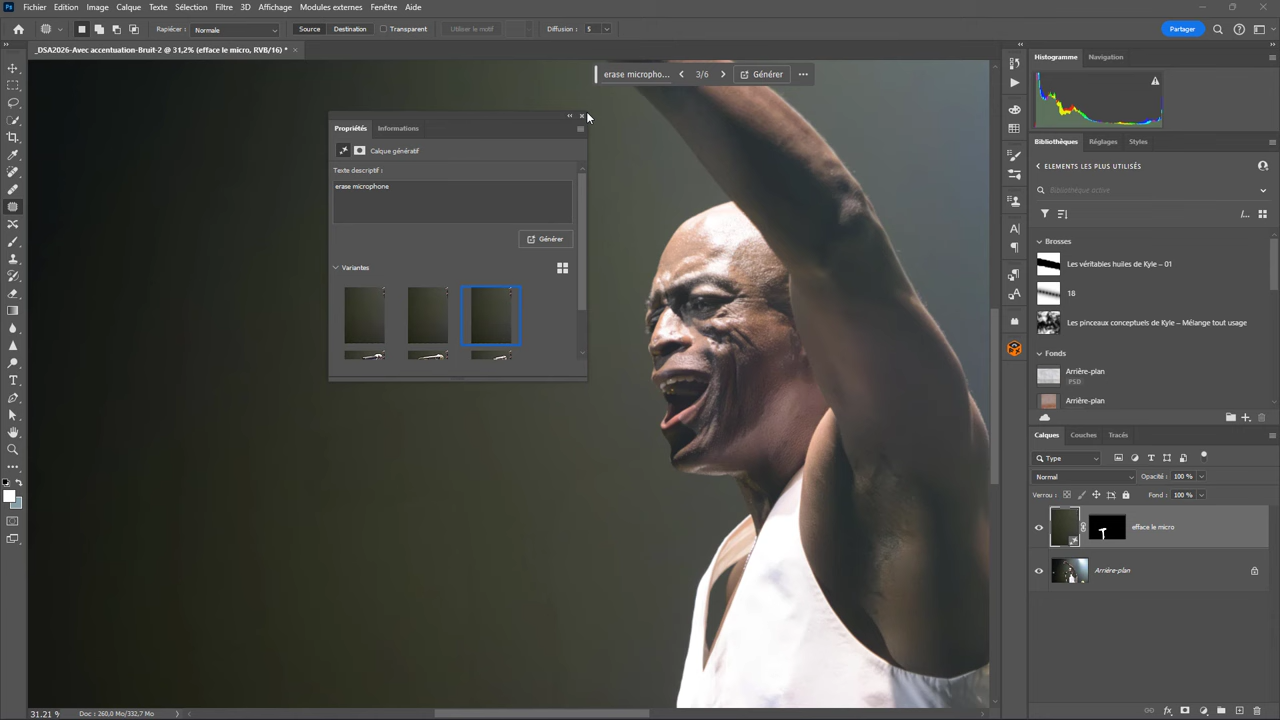 Ps Fichier Edition Image Calque Texte Sélection Filtre 3D Affichage Modules externes Fenêtre Aide
Rapiécer : Normale Source Destination Transparent Utiliser le motif Diffusion : 5 Partager
_DSA2026-Avec accentuation-Bruit-2 @ 31,2% (efface le micro, RVB/16) * ×
erase micropho... 3/6 Générer
Propriétés Informations
Calque génératif
Texte descriptif :
erase microphone
Générer
Variantes
Histogramme Navigation
Bibliothèques Réglages Styles
ELEMENTS LES PLUS UTILISÉS
Bibliothèque active
Brosses
Les véritables huiles de Kyle – 01
18
Les pinceaux conceptuels de Kyle – Mélange tout usage
Fonds
Arrière-plan
PSD
Arrière-plan
Calques Couches Tracés
Type
Normal Opacité : 100 %
Verrou : Fond : 100 %
efface le micro
Arrière-plan
31,21 % Doc : 260,0 Mo/332,7 Mo